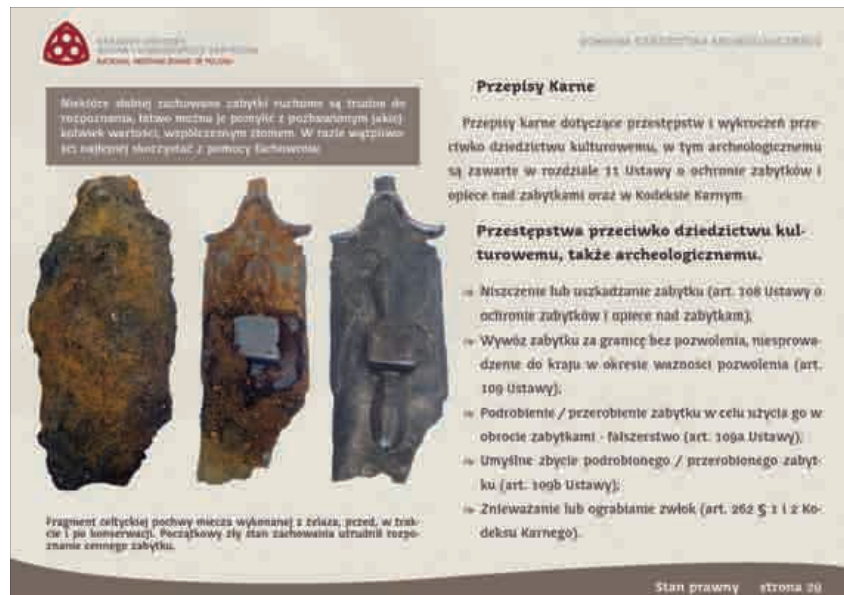 Niektóre słabiej zachowane zabytki ruchome są trudne do
rozpoznania, łatwo można je pomylić z pozbawionym jakiej-
kolwiek wartości, współczesnym złomem. W razie wątpliwo-
ści najlepiej skorzystać z pomocy fachowców.
Fragment celtyckiej pochwy miecza wykonanej z żelaza, przed, w trak-
cie i po konserwacji. Początkowy zły stan zachowania utrudnił rozpo-
znanie cennego zabytku.
Przepisy Karne
Przepisy karne dotyczące przestępstw i wykroczeń prze-
ciwko dziedzictwu kulturowemu, w tym archeologicznemu
są zawarte w rozdziale 11 Ustawy o ochronie zabytków i
opiece nad zabytkami oraz w Kodeksie Karnym.
Przestępstwa przeciwko dziedzictwu kul-
turowemu, także archeologicznemu.
Niszczenie lub uszkadzanie zabytku (art. 108 Ustawy o
ochronie zabytków i opiece nad zabytkam);
Wywóz zabytku za granicę bez pozwolenia, niesprowa-
dzenie do kraju w okresie ważności pozwolenia (art.
109 Ustawy);
Podrobienie / przerobienie zabytku w celu użycia go w
obrocie zabytkami - fałszerstwo (art. 109a Ustawy);
Umyślne zbycie podrobionego / przerobionego zabyt-
ku (art. 109b Ustawy);
Znieważanie lub ograbianie zwłok (art. 262 § 1 i 2 Ko-
deksu Karnego).
Stan prawny strona 29